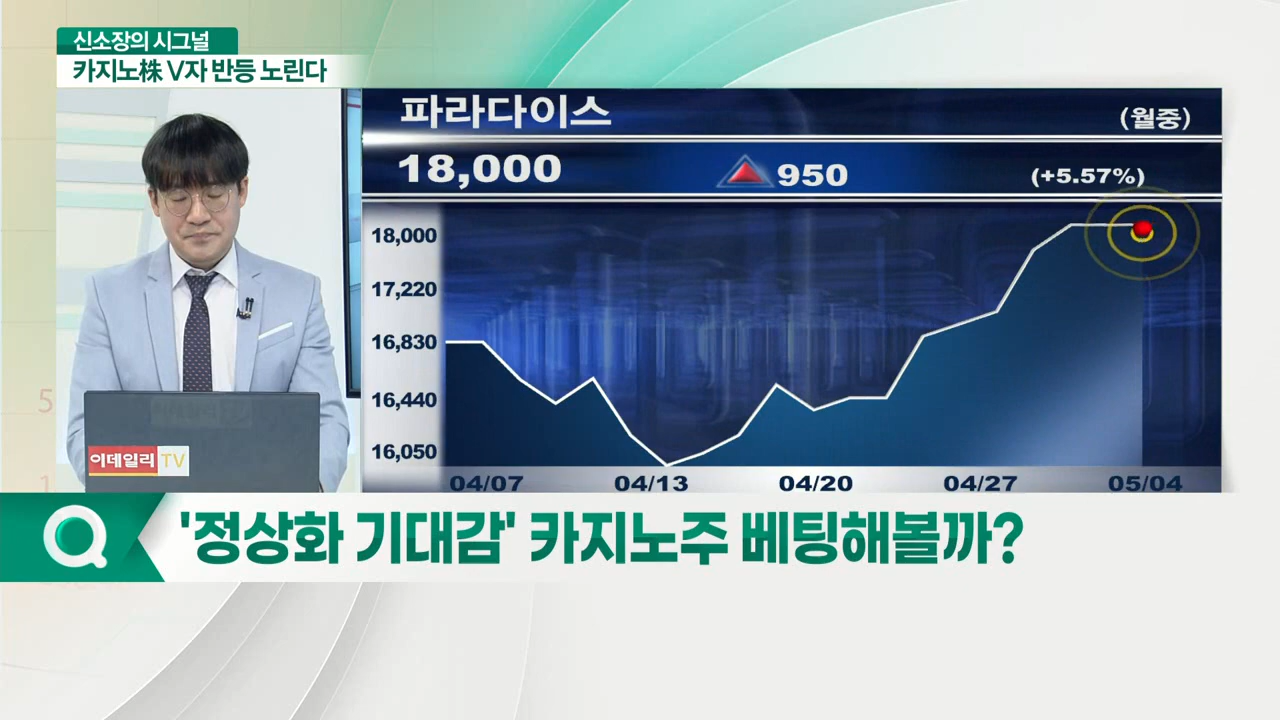 신소장의 시그널
카지노株 V자 반등 노린다
파라다이스
(월중)
18,000
950
(+5.57%)
18,000
17,220
16,830
16,440
16,050
04/07
04/13
04/20
04/27
05/04
5
1
이데일리 TV
'정상화 기대감' 카지노주 베팅해볼까?